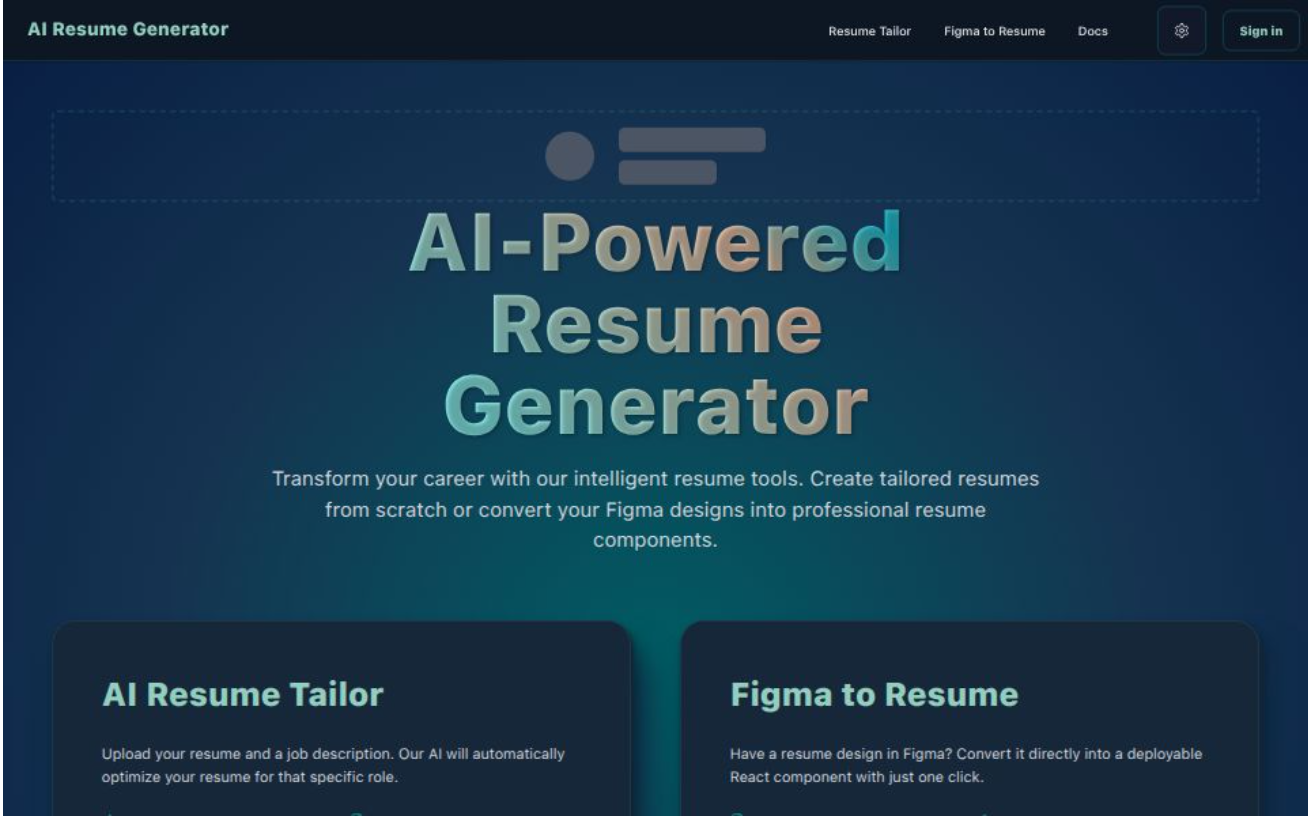 AI Resume Generator
Resume Tailor
Figma to Resume
Docs
Sign in
AI-Powered
Resume
Generator
Transform your career with our intelligent resume tools. Create tailored resumes
from scratch or convert your Figma designs into professional resume
components.
AI Resume Tailor
Upload your resume and a job description. Our AI will automatically
optimize your resume for that specific role.
Figma to Resume
Have a resume design in Figma? Convert it directly into a deployable
React component with just one click.